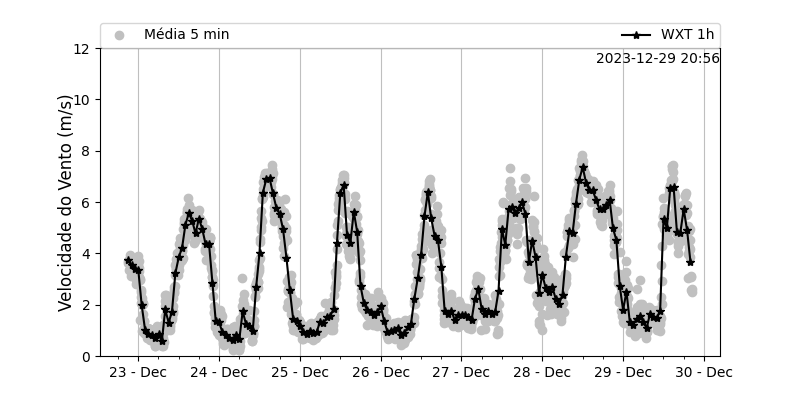 Média 5 min
WXT 1h
2023-12-29 20:56
Velocidade do Vento (m/s)
12
10
8
6
4
2
0
23 - Dec
24 - Dec
25 - Dec
26 - Dec
27 - Dec
28 - Dec
29 - Dec
30 - Dec